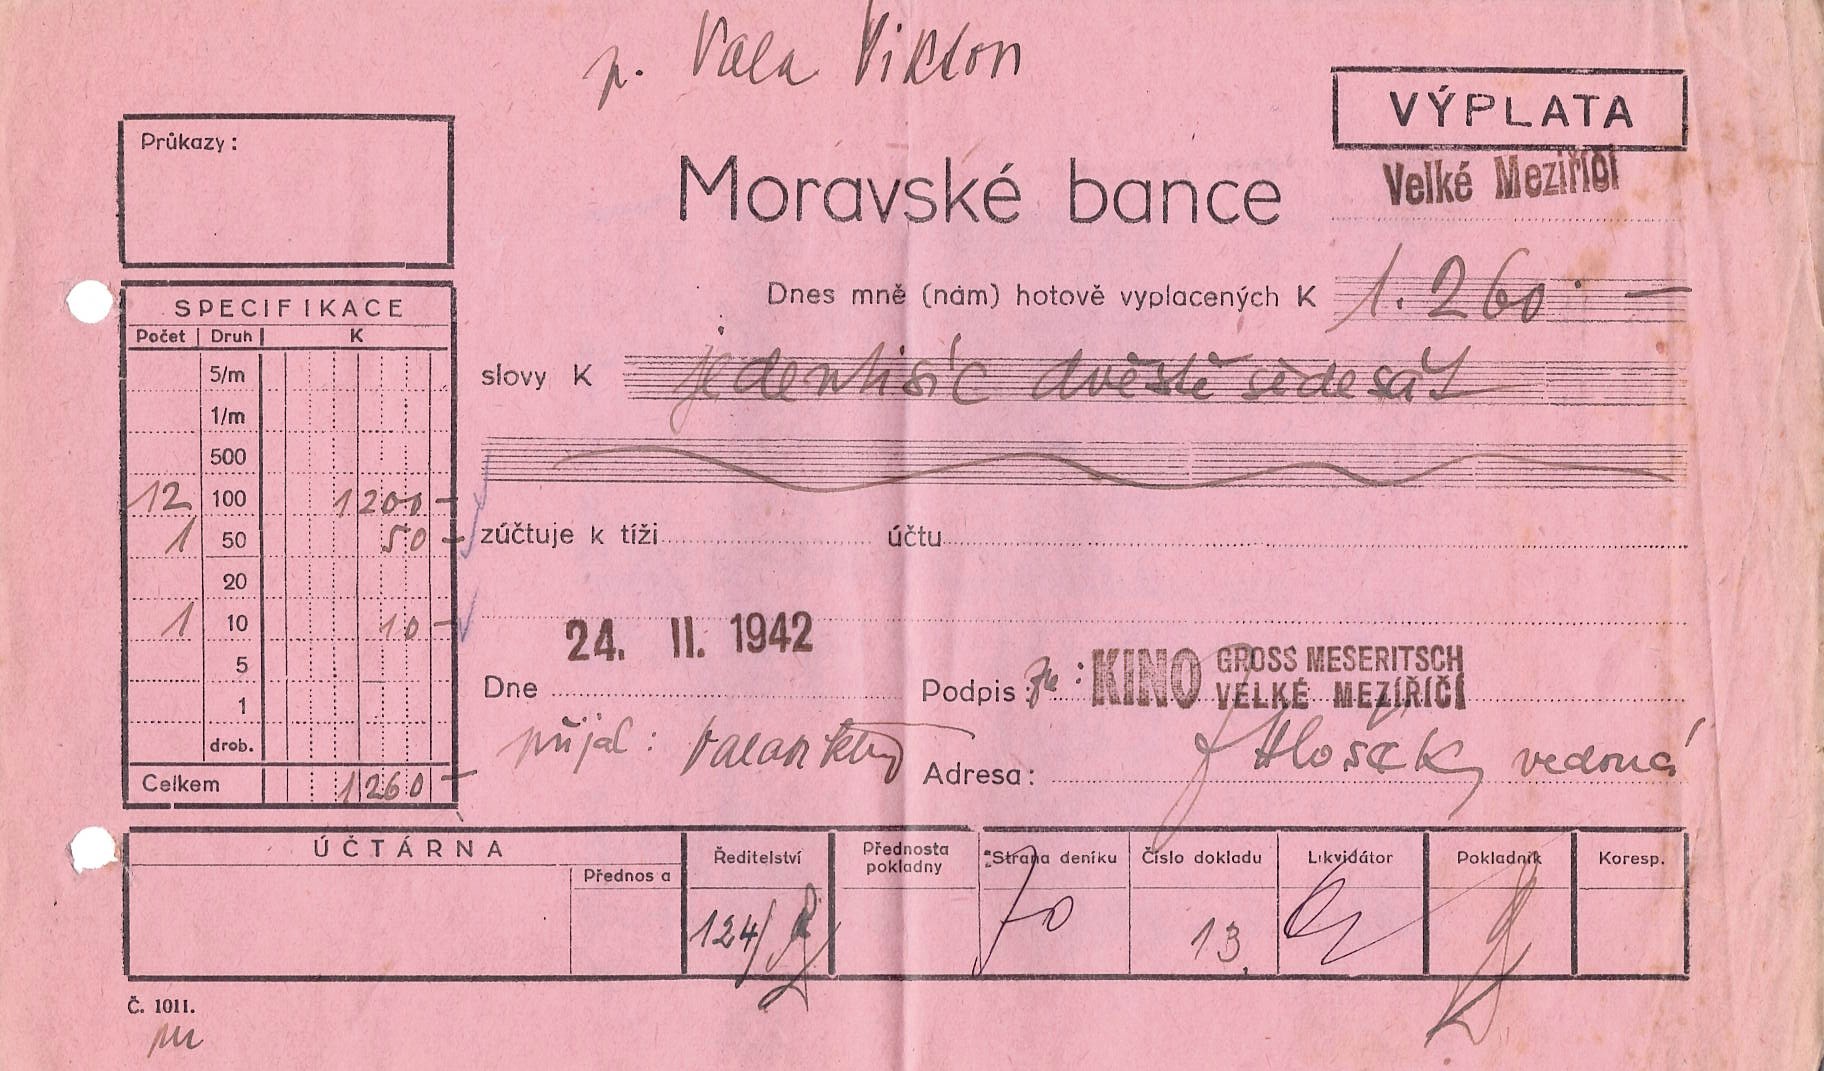 p. Vala Viktor
VÝPLATA
Velké Meziříčí
Průkazy:
Moravské bance
Dnes mně (nám) hotově vyplacených K 1.260.—
slovy K jedentisíc dvěstě šedesát
SPECIFIKACE
Počet Druh K
5/m
1/m
500
12 100 1200 –
1 50 50 –
20
1 10 10 –
5
1
drob.
Celkem 1260 –
zúčtuje k tíži účtu
24. II. 1942
Dne
Podpis: KINO GROSS MESERITSCH
VELKÉ MEZIŘÍČÍ
přijal:
Adresa:
ÚČTÁRNA
Přednos a
Ředitelství
Přednosta pokladny
Strana deníku
Číslo dokladu
Likvidátor
Pokladník
Koresp.
124/
70
13.
Č. 1011.